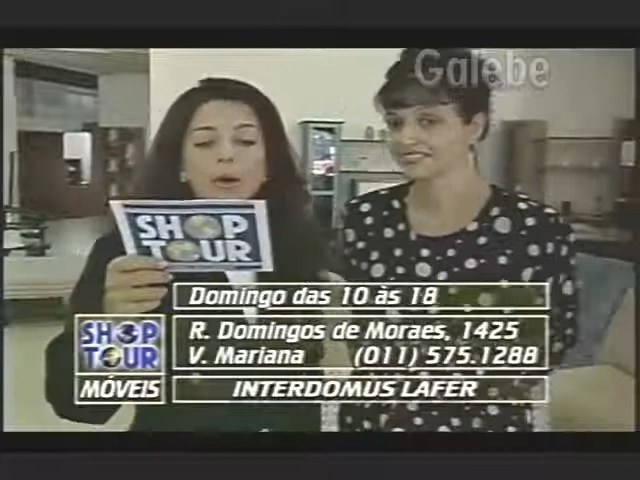 Galebe
SHOP
TOUR
Domingo das 10 às 18
SHOP
TOUR
MÓVEIS
R. Domingos de Moraes, 1425
V. Mariana (011) 575.1288
INTERDOMUS LAFER